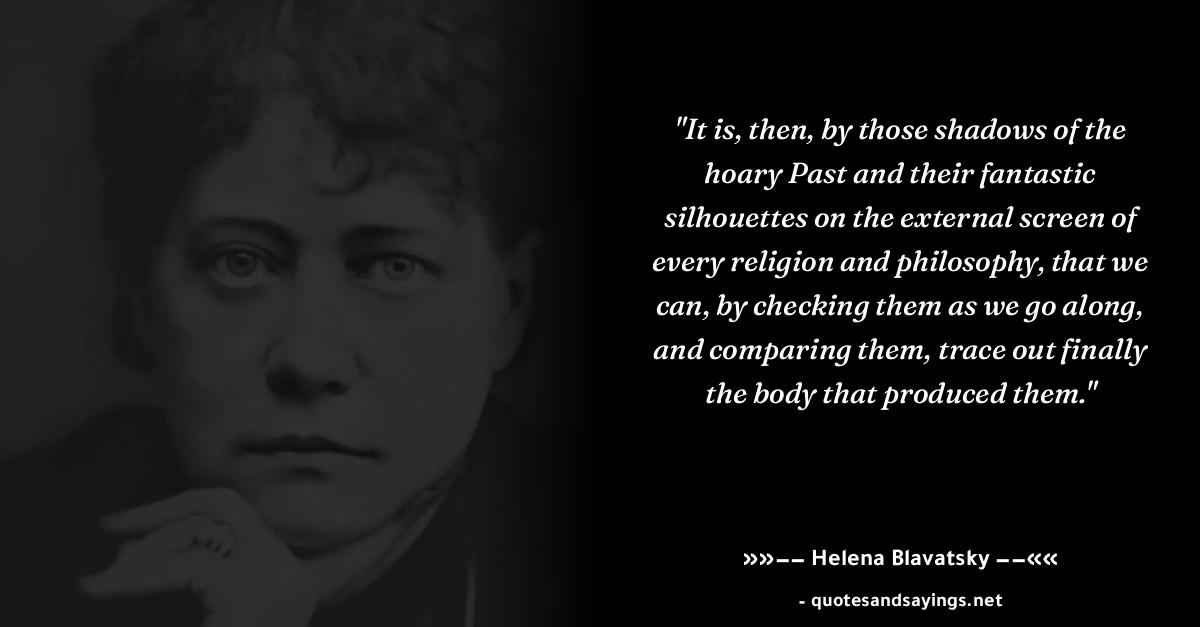 "It is, then, by those shadows of the
hoary Past and their fantastic
silhouettes on the external screen of
every religion and philosophy, that we
can, by checking them as we go along,
and comparing them, trace out finally
the body that produced them."
»»−− Helena Blavatsky −−««
- quotesandsayings.net